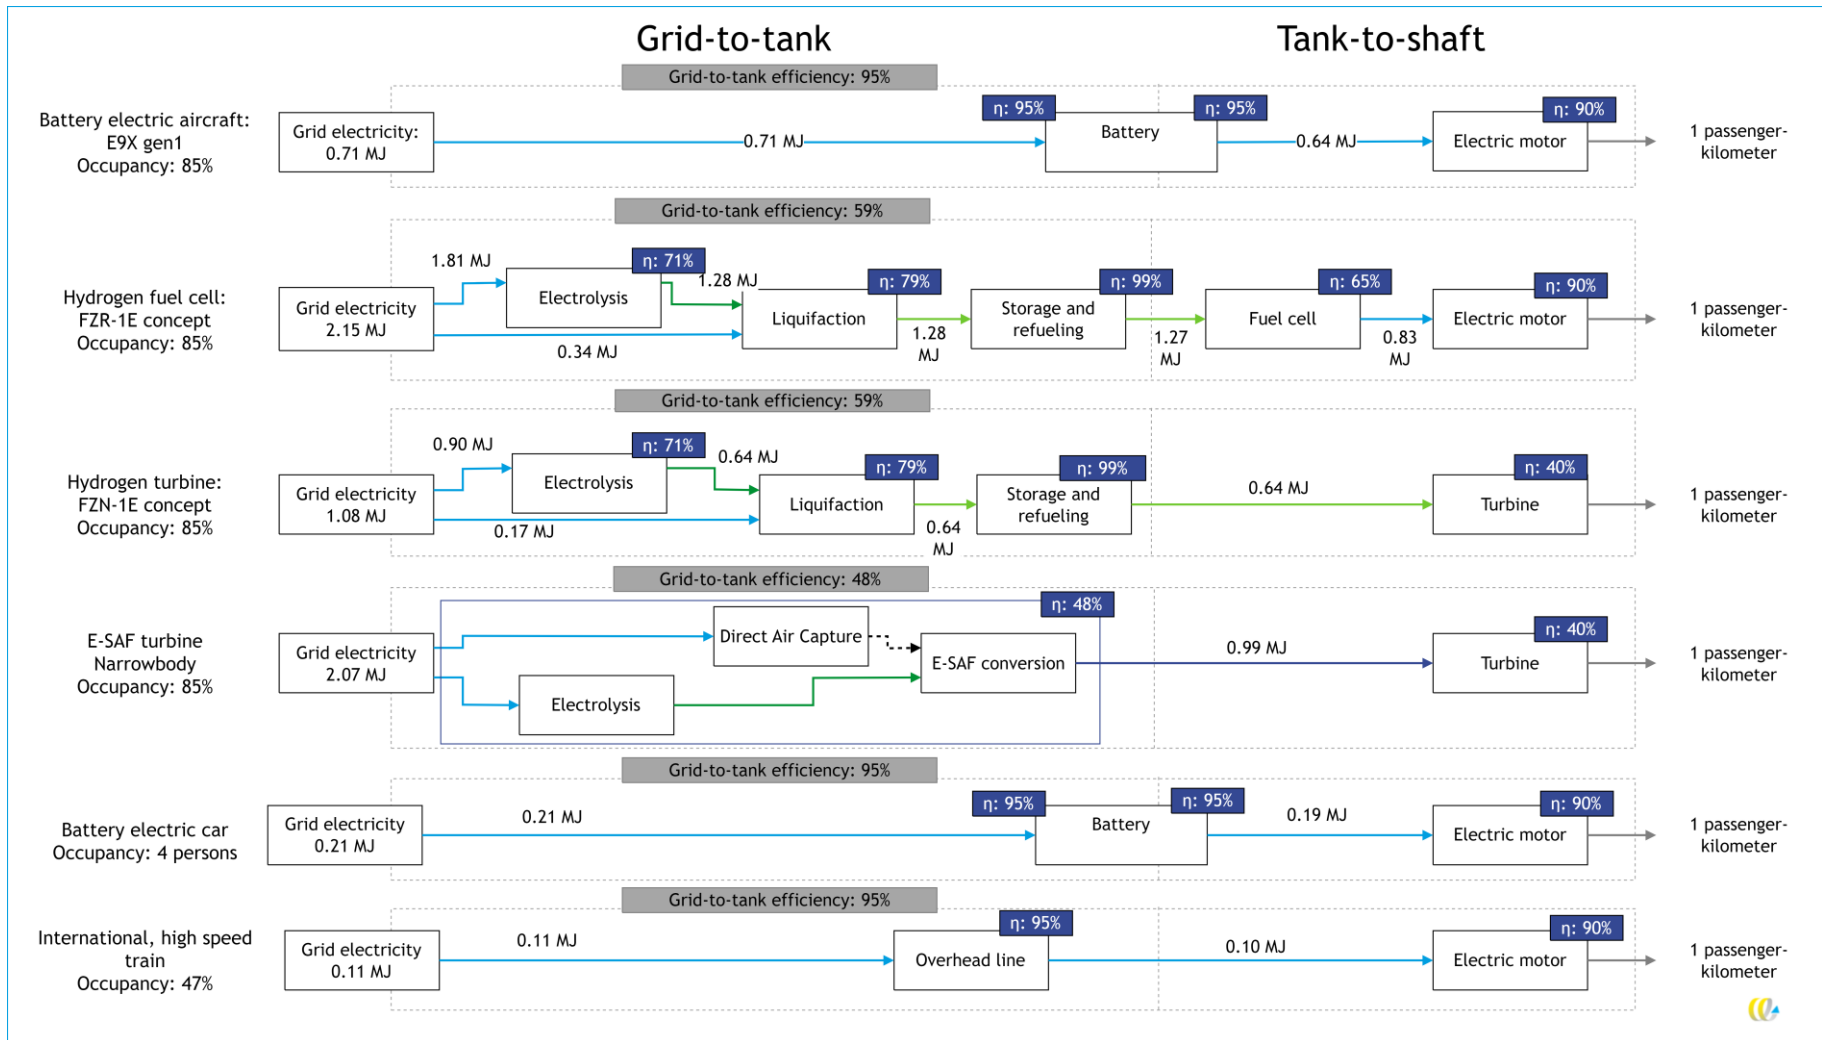 Grid-to-tank
Tank-to-shaft
Grid-to-tank efficiency: 95%
Battery electric aircraft:
E9X gen1
Occupancy: 85%
Grid electricity:
0.71 MJ
0.71 MJ
η: 95%
Battery
η: 95%
0.64 MJ
η: 90%
Electric motor
1 passenger-
kilometer
Grid-to-tank efficiency: 59%
Hydrogen fuel cell:
FZR-1E concept
Occupancy: 85%
Grid electricity
2.15 MJ
1.81 MJ
0.34 MJ
η: 71%
Electrolysis
1.28 MJ
η: 79%
Liquifaction
1.28
MJ
η: 99%
Storage and
refueling
1.27
MJ
η: 65%
Fuel cell
0.83
MJ
η: 90%
Electric motor
1 passenger-
kilometer
Grid-to-tank efficiency: 59%
Hydrogen turbine:
FZN-1E concept
Occupancy: 85%
Grid electricity
1.08 MJ
0.90 MJ
0.17 MJ
η: 71%
Electrolysis
0.64 MJ
η: 79%
Liquifaction
0.64
MJ
η: 99%
Storage and
refueling
0.64 MJ
η: 40%
Turbine
1 passenger-
kilometer
Grid-to-tank efficiency: 48%
E-SAF turbine
Narrowbody
Occupancy: 85%
Grid electricity
2.07 MJ
Direct Air Capture
Electrolysis
η: 48%
E-SAF conversion
0.99 MJ
η: 40%
Turbine
1 passenger-
kilometer
Grid-to-tank efficiency: 95%
Battery electric car
Occupancy: 4 persons
Grid electricity
0.21 MJ
0.21 MJ
η: 95%
Battery
η: 95%
0.19 MJ
η: 90%
Electric motor
1 passenger-
kilometer
Grid-to-tank efficiency: 95%
International, high speed
train
Occupancy: 47%
Grid electricity
0.11 MJ
0.11 MJ
η: 95%
Overhead line
0.10 MJ
η: 90%
Electric motor
1 passenger-
kilometer